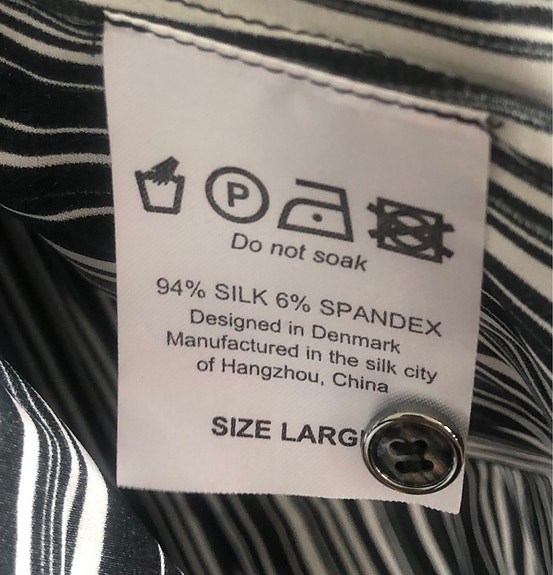 P
Do not soak
94% SILK 6% SPANDEX
Designed in Denmark
Manufactured in the silk city
of Hangzhou, China
SIZE